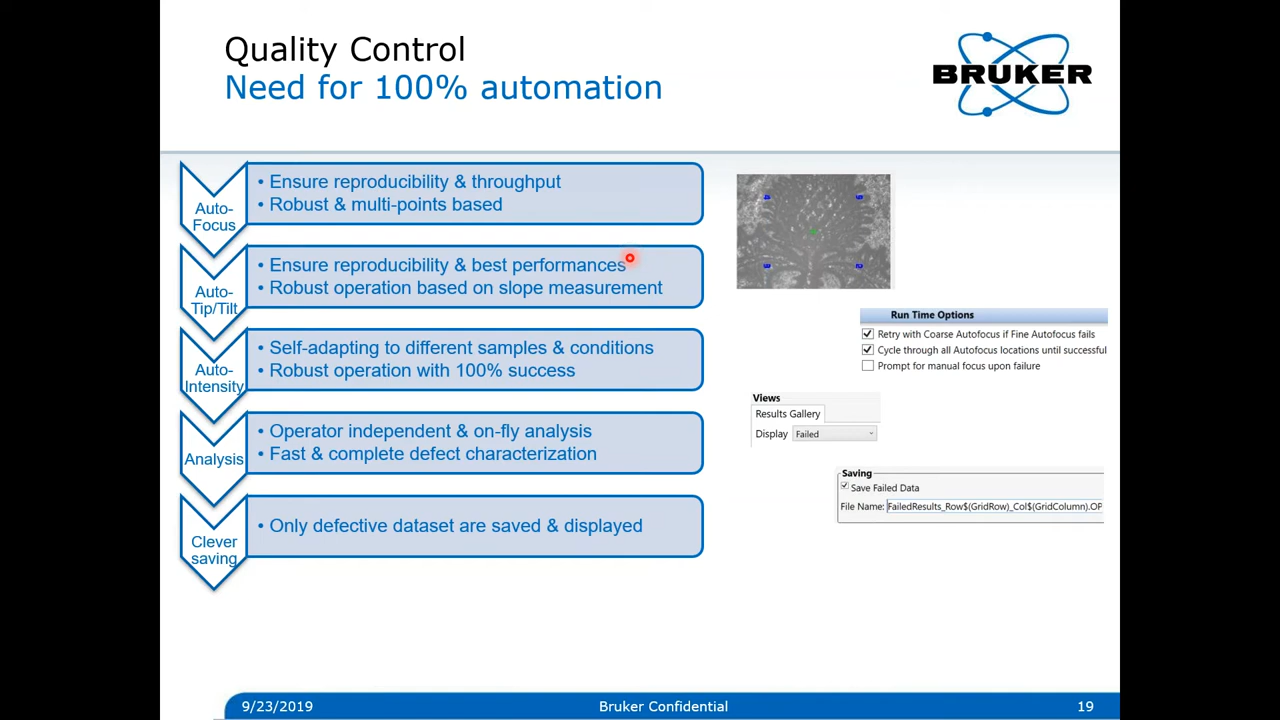 Quality Control
Need for 100% automation
BRUKER
Auto-
Focus
• Ensure reproducibility & throughput
• Robust & multi-points based
Auto-
Tip/Tilt
• Ensure reproducibility & best performances
• Robust operation based on slope measurement
Auto-
Intensity
• Self-adapting to different samples & conditions
• Robust operation with 100% success
Analysis
• Operator independent & on-fly analysis
• Fast & complete defect characterization
Clever
saving
• Only defective dataset are saved & displayed
Run Time Options
Retry with Coarse Autofocus if Fine Autofocus fails
Cycle through all Autofocus locations until successful
Prompt for manual focus upon failure
Views
Results Gallery
Display Failed
Saving
Save Failed Data
File Name: FailedResults_Row$(GridRow)_Col$(GridColumn).OP
9/23/2019
Bruker Confidential
19